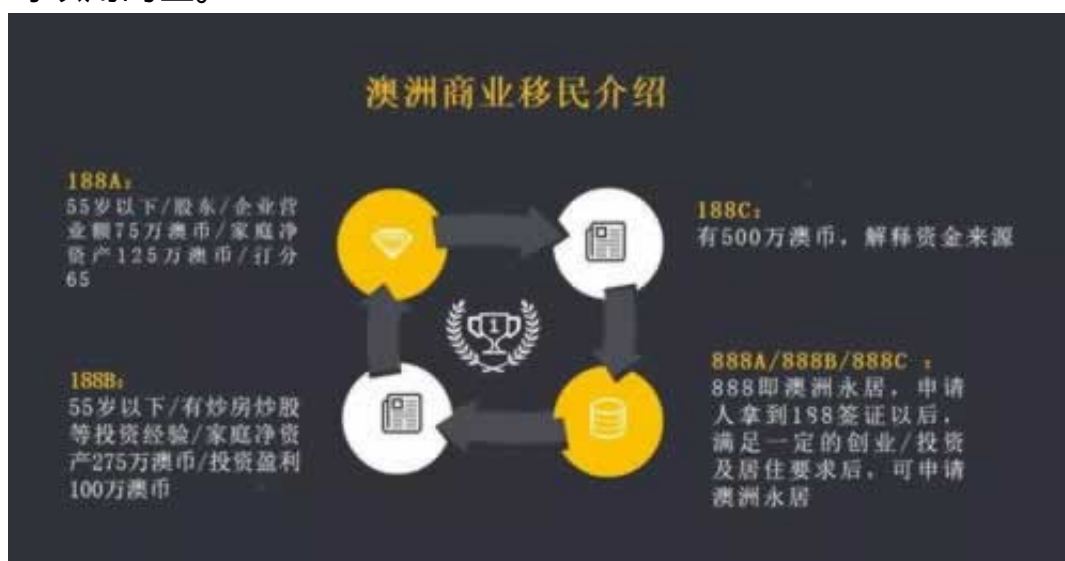 澳洲商业移民介绍
188A：
55岁以下/股东/企业营
业额75万澳币/家庭净
资产125万澳币/打分
65
188C：
有500万澳币，解释资金来源
188B：
55岁以下/有炒房炒股
等投资经验/家庭净资
产275万澳币/投资盈利
100万澳币
888A/888B/888C ：
888即澳洲永居，申请
人拿到188签证以后，
满足一定的创业/投资
及居住要求后，可申请
澳洲永居
1